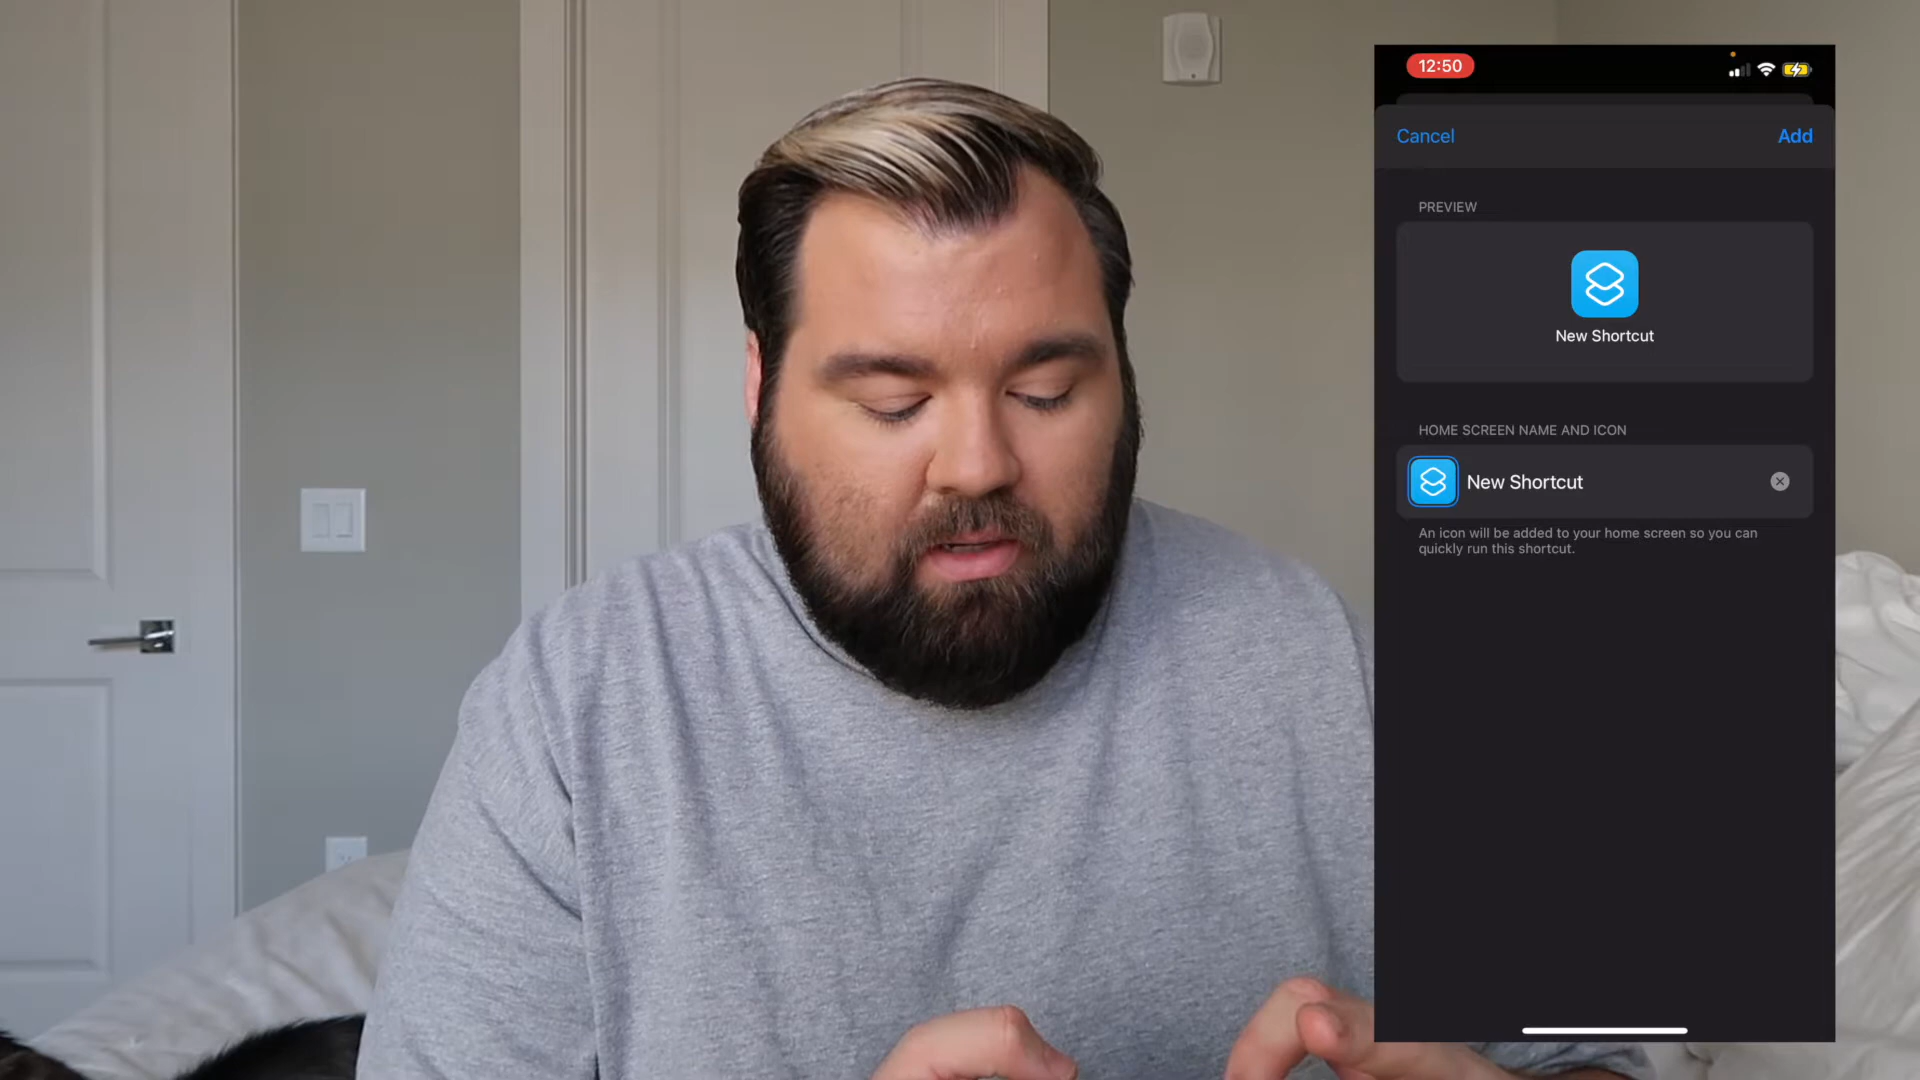 12:50
Cancel
Add
PREVIEW
New Shortcut
HOME SCREEN NAME AND ICON
New Shortcut
An icon will be added to your home screen so you can
quickly run this shortcut.